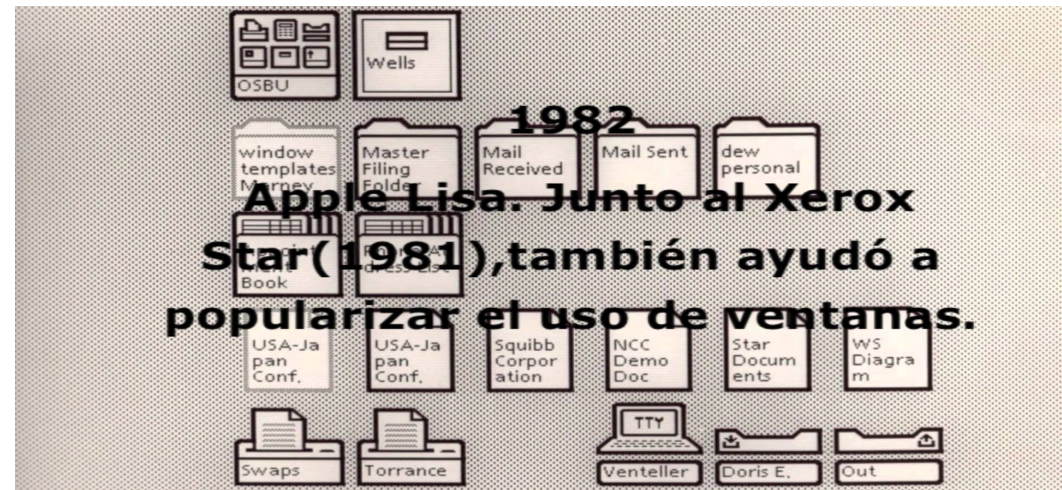 OSBU
Wells
1982
window templates Marney
Master Filing Folder
Mail Received
Mail Sent
dew personal
Apple Lisa. Junto al Xerox
Star(1981),también ayudó a
Book
popularizar el uso de ventanas.
USA-Ja pan Conf,
USA-Ja pan Conf,
Squibb Corpor ation
NCC Demo Doc
Star Docum ents
WS Diagra m
TTY
Swaps
Torrance
Venteller
Doris E,
Out